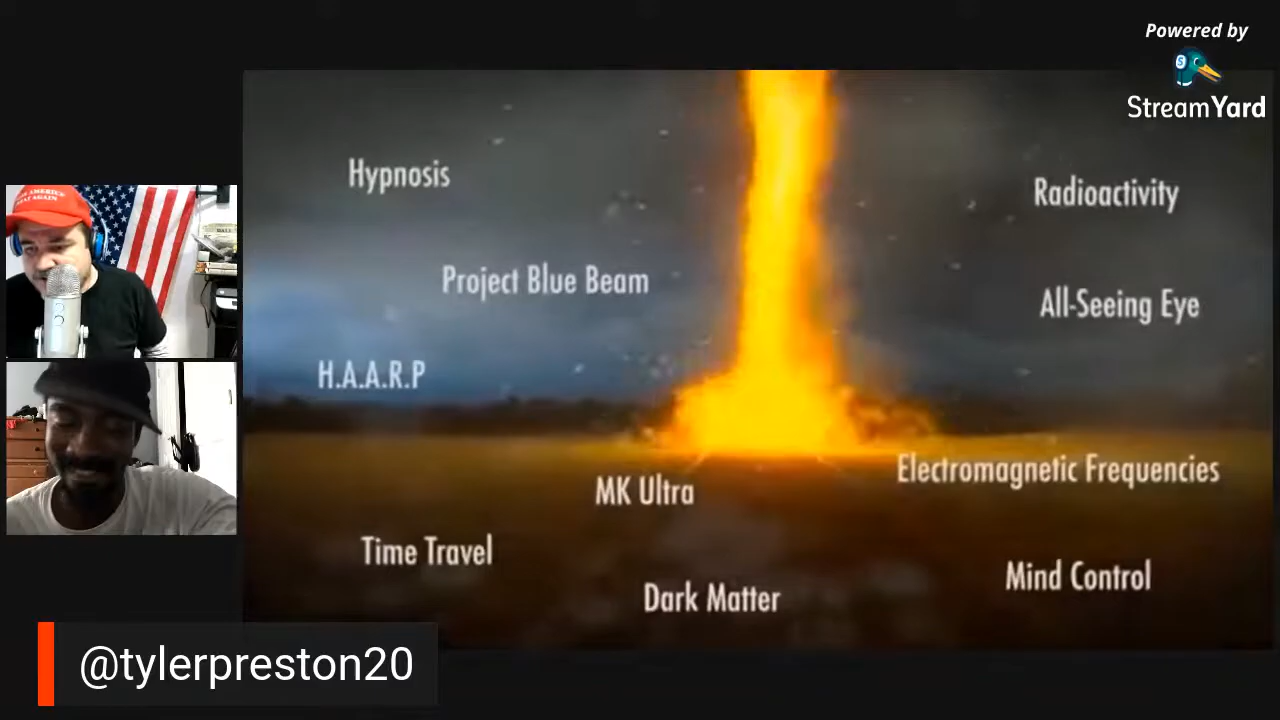 Powered by
StreamYard
Hypnosis
Radioactivity
Project Blue Beam
All-Seeing Eye
H.A.A.R.P
Electromagnetic Frequencies
MK Ultra
Time Travel
Mind Control
Dark Matter
@tylerpreston20